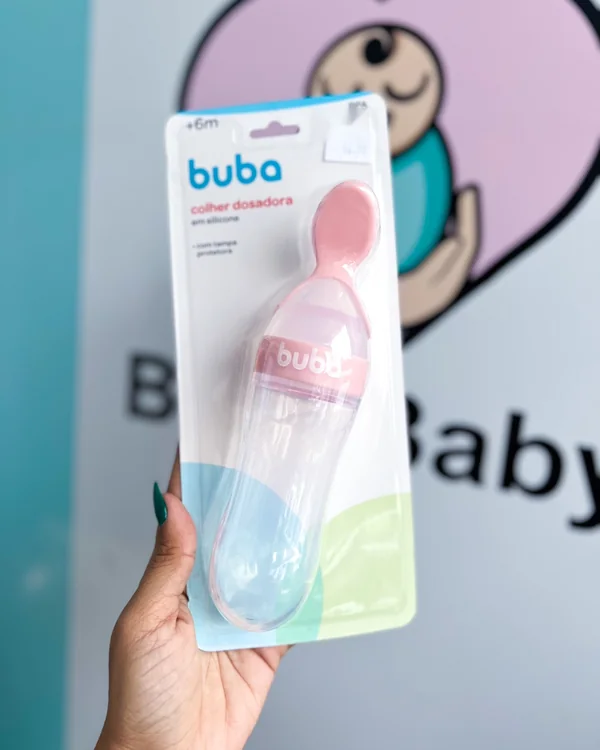 +6m
buba
colher dosadora
em silicone
- com tampa
protetora
buba
Baby